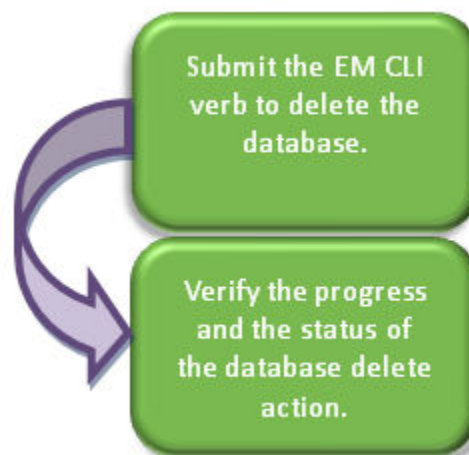 Submit the EM CLI
verb to delete the
database.
Verify the progress
and the status of
the database delete
action.